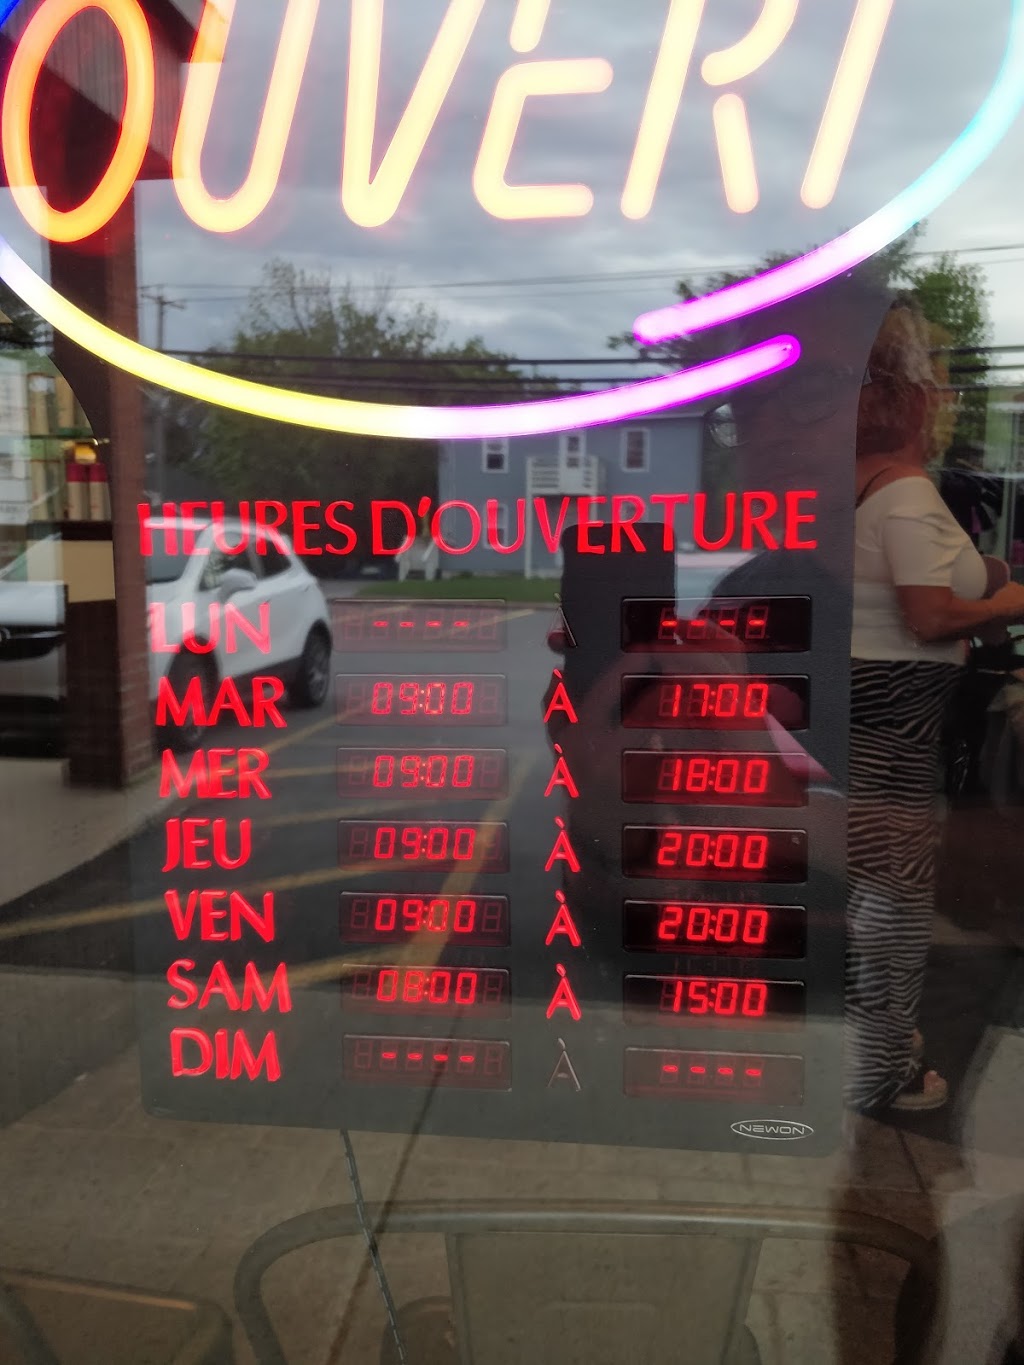 OUVERT
HEURES D'OUVERTURE
LUN ---- À ----
MAR 09:00 À 17:00
MER 09:00 À 18:00
JEU 09:00 À 20:00
VEN 09:00 À 20:00
SAM 08:00 À 15:00
DIM ---- À ----
NEWON